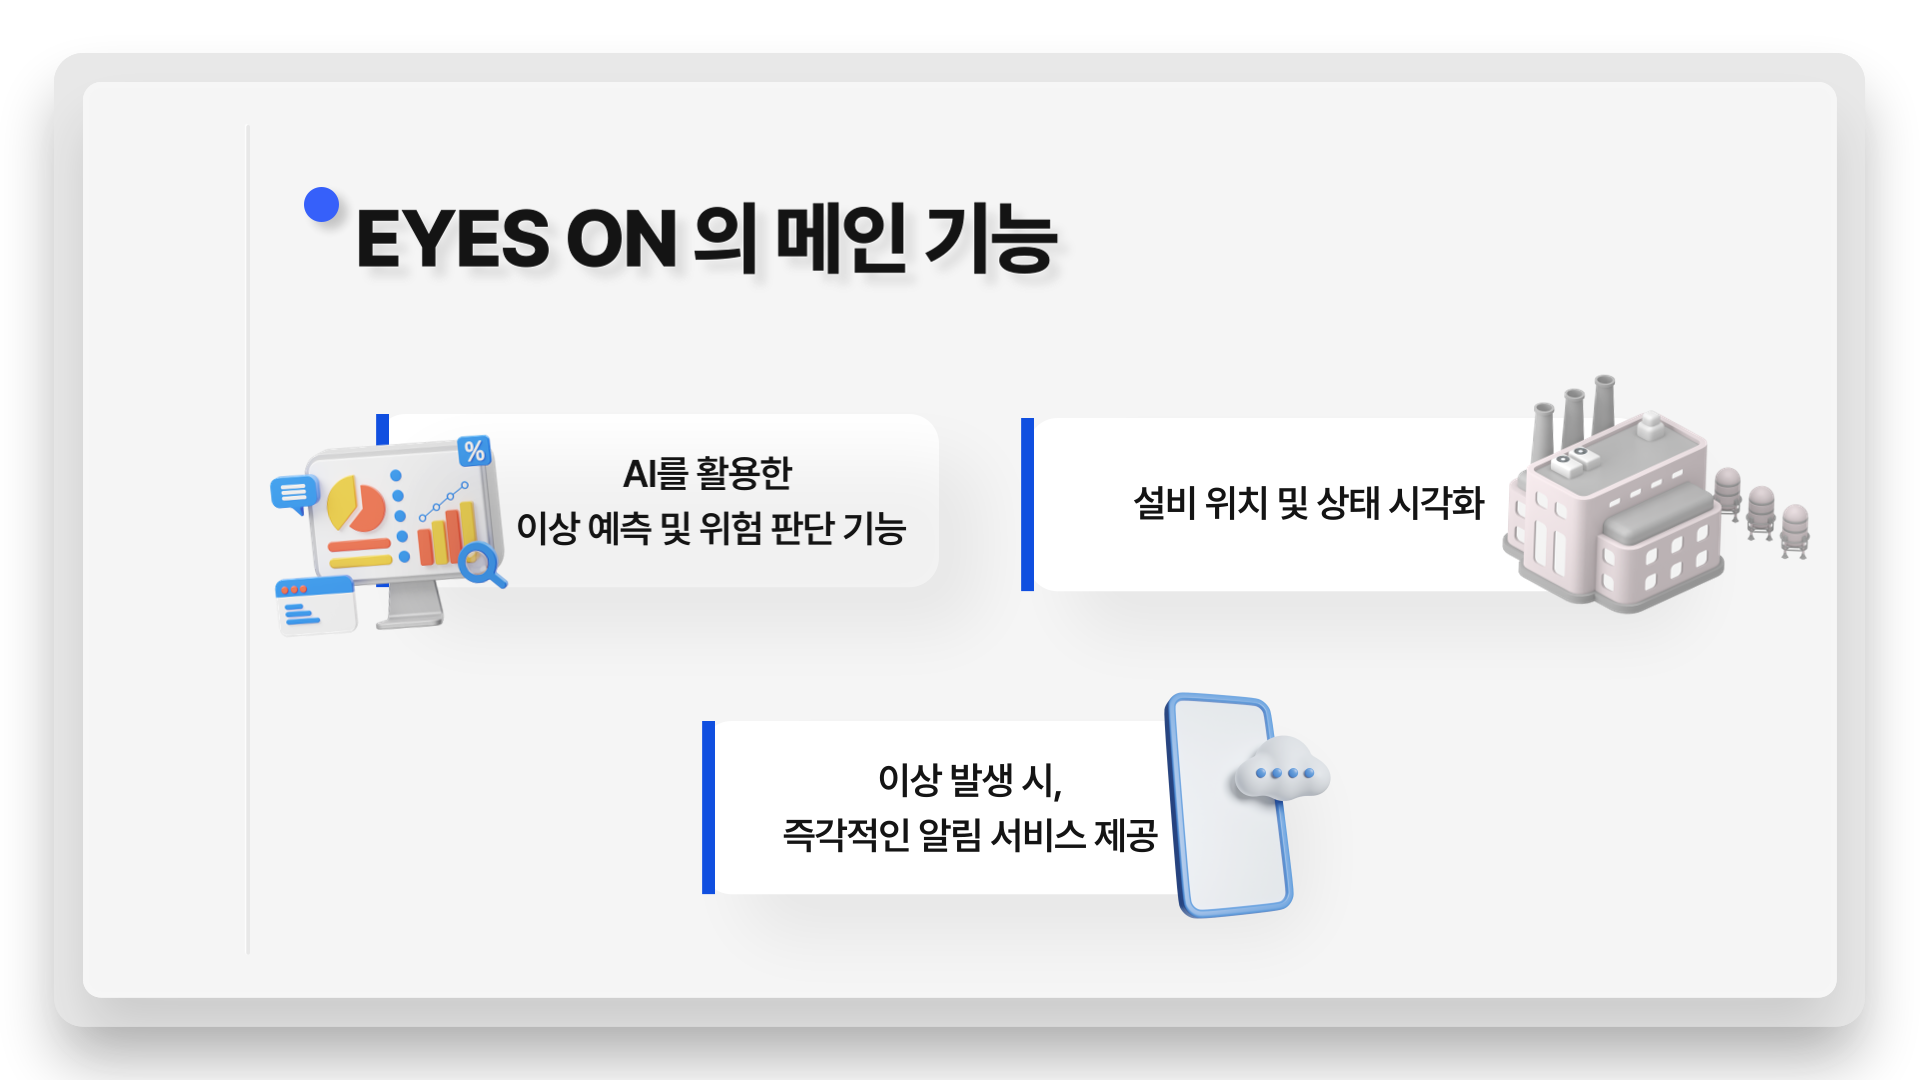 EYES ON 의 메인 기능
%
AI를 활용한
이상 예측 및 위험 판단 기능
설비 위치 및 상태 시각화
이상 발생 시,
즉각적인 알림 서비스 제공